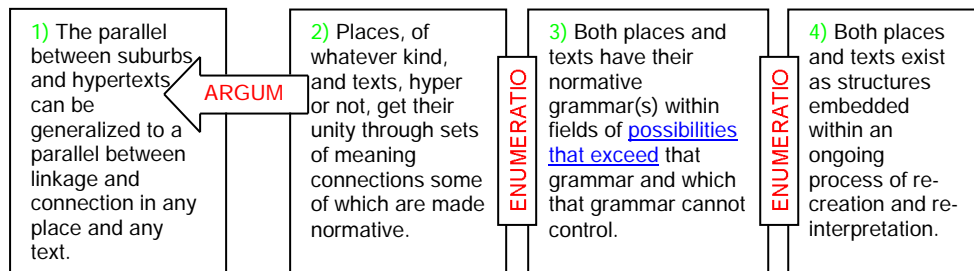 1) The parallel
between suburbs
and hypertexts
can be
generalized to a
parallel between
linkage and
connection in any
place and any
text.
ARGUM
2) Places, of
whatever kind,
and texts, hyper
or not, get their
unity through sets
of meaning
connections some
of which are made
normative.
ENUMERATIO
3) Both places and
texts have their
normative
grammar(s) within
fields of possibilities
that exceed that
grammar and which
that grammar cannot
control.
ENUMERATIO
4) Both places
and texts exist
as structures
embedded
within an
ongoing
process of re-
creation and re-
interpretation.